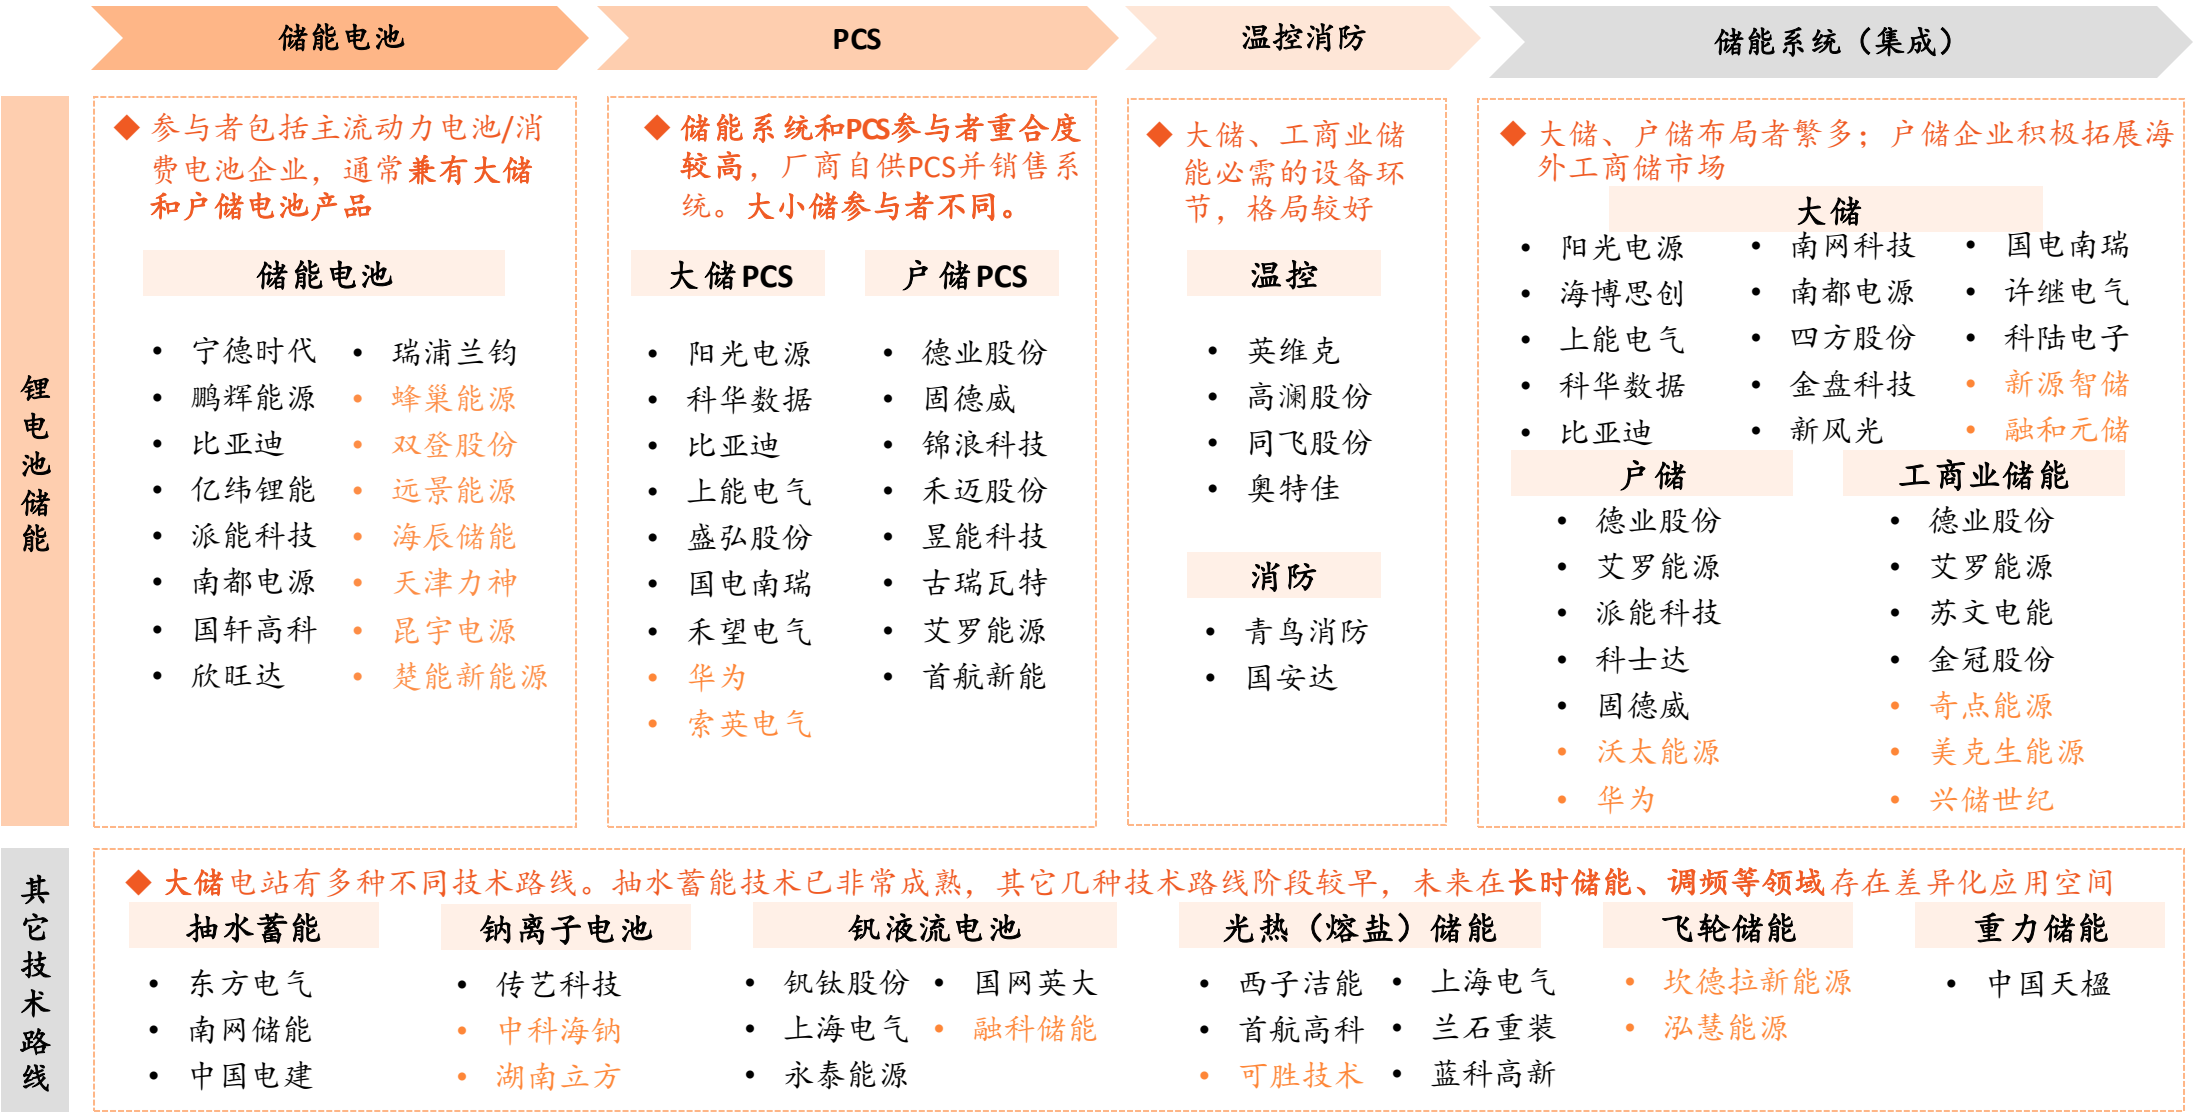 储能电池
PCS
温控消防
储能系统（集成）
锂电池储能
◆ 参与者包括主流动力电池/消
费电池企业，通常兼有大储
和户储电池产品
储能电池
• 宁德时代
• 鹏辉能源
• 比亚迪
• 亿纬锂能
• 派能科技
• 南都电源
• 国轩高科
• 欣旺达
• 瑞浦兰钧
• 蜂巢能源
• 双登股份
• 远景能源
• 海辰储能
• 天津力神
• 昆宇电源
• 楚能新能源
◆ 储能系统和PCS参与者重合度
较高，厂商自供PCS并销售系
统。大小储参与者不同。
大储PCS
• 阳光电源
• 科华数据
• 比亚迪
• 上能电气
• 盛弘股份
• 国电南瑞
• 禾望电气
• 华为
• 索英电气
户储PCS
• 德业股份
• 固德威
• 锦浪科技
• 禾迈股份
• 昱能科技
• 古瑞瓦特
• 艾罗能源
• 首航新能
◆ 大储、工商业储
能必需的设备环
节，格局较好
温控
• 英维克
• 高澜股份
• 同飞股份
• 奥特佳
消防
• 青鸟消防
• 国安达
◆ 大储、户储布局者繁多；户储企业积极拓展海
外工商储市场
大储
• 阳光电源
• 海博思创
• 上能电气
• 科华数据
• 比亚迪
• 南网科技
• 南都电源
• 四方股份
• 金盘科技
• 新风光
• 国电南瑞
• 许继电气
• 科陆电子
• 新源智储
• 融和元储
户储
• 德业股份
• 艾罗能源
• 派能科技
• 科士达
• 固德威
• 沃太能源
• 华为
工商业储能
• 德业股份
• 艾罗能源
• 苏文电能
• 金冠股份
• 奇点能源
• 美克生能源
• 兴储世纪
其它技术路线
◆ 大储电站有多种不同技术路线。抽水蓄能技术已非常成熟，其它几种技术路线阶段较早，未来在长时储能、调频等领域存在差异化应用空间
抽水蓄能
• 东方电气
• 南网储能
• 中国电建
钠离子电池
• 传艺科技
• 中科海钠
• 湖南立方
钒液流电池
• 钒钛股份
• 上海电气
• 永泰能源
• 国网英大
• 融科储能
光热（熔盐）储能
• 西子洁能
• 首航高科
• 可胜技术
• 上海电气
• 兰石重装
• 蓝科高新
飞轮储能
• 坎德拉新能源
• 泓慧能源
重力储能
• 中国天楹